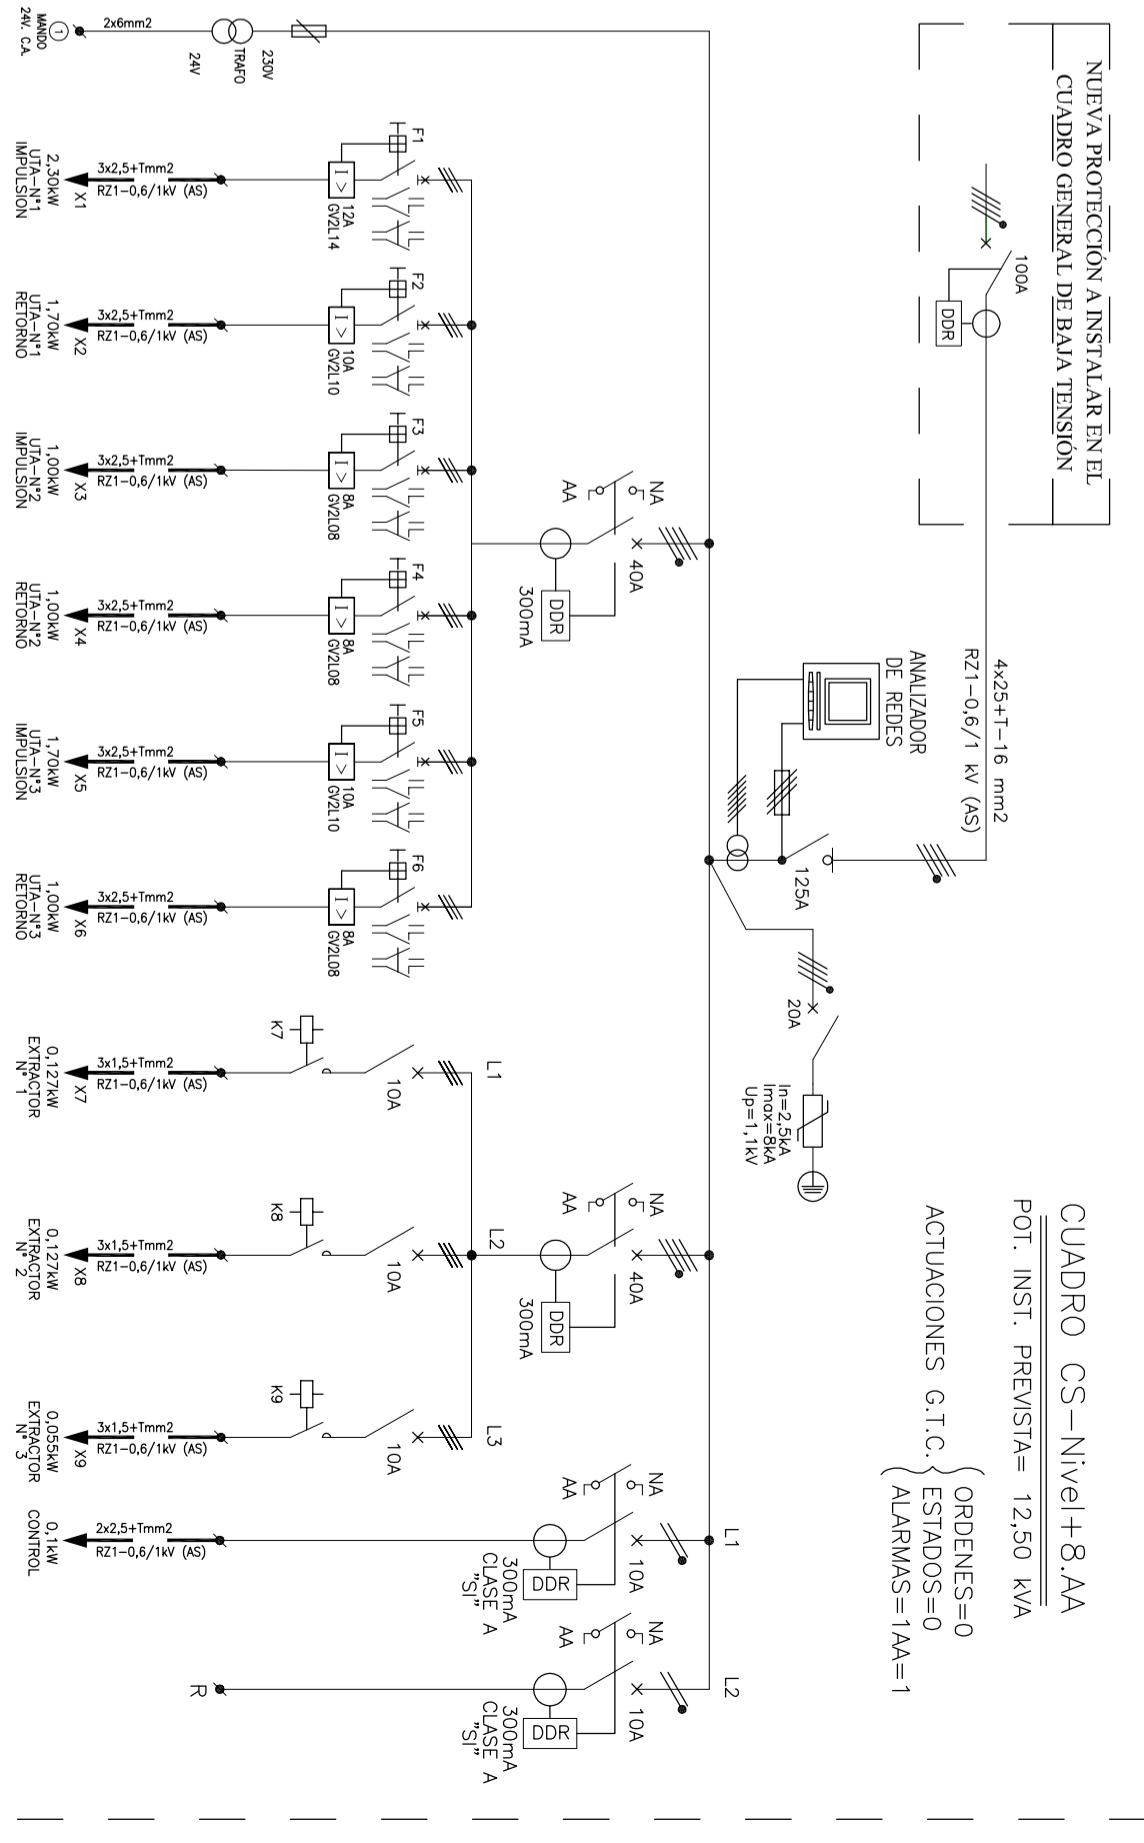 CUADRO CS-Nivel+8.AA
POT. INST. PREVISTA= 12,50 kVA
ACTUACIONES G.T.C.
ORDENES=0
ESTADOS=0
ALARMAS=1AA=1
NUEVA PROTECCIÓN A INSTALAR EN EL
CUADRO GENERAL DE BAJA TENSIÓN
100A
DDR
4x25+T-16 mm2
RZ1-0,6/1 kV (AS)
ANALIZADOR
DE REDES
125A
20A
In=2,5kA
Imax=8kA
Up=1,1kV
NA
AA
40A
DDR
300mA
NA
AA
40A
DDR
300mA
L1
NA
AA
10A
DDR
300mA
CLASE A
"SI"
L2
NA
AA
10A
DDR
300mA
CLASE A
"SI"
R
230V
TRAFO
24V
2x6mm2
1
MANDO
24V. C.A.
F1
I >
12A
GV2L14
3x2,5+Tmm2
RZ1-0,6/1kV (AS)
X1
2,30kW
UTA-Nº1
IMPULSIÓN
F2
I >
10A
GV2L10
3x2,5+Tmm2
RZ1-0,6/1kV (AS)
X2
1,70kW
UTA-Nº1
RETORNO
F3
I >
8A
GV2L08
3x2,5+Tmm2
RZ1-0,6/1kV (AS)
X3
1,00kW
UTA-Nº2
IMPULSIÓN
F4
I >
8A
GV2L08
3x2,5+Tmm2
RZ1-0,6/1kV (AS)
X4
1,00kW
UTA-Nº2
RETORNO
F5
I >
10A
GV2L10
3x2,5+Tmm2
RZ1-0,6/1kV (AS)
X5
1,70kW
UTA-Nº3
IMPULSIÓN
F6
I >
8A
GV2L08
3x2,5+Tmm2
RZ1-0,6/1kV (AS)
X6
1,00kW
UTA-Nº3
RETORNO
L1
10A
K7
3x1,5+Tmm2
RZ1-0,6/1kV (AS)
X7
0,127kW
EXTRACTOR
Nº 1
L2
10A
K8
3x1,5+Tmm2
RZ1-0,6/1kV (AS)
X8
0,127kW
EXTRACTOR
Nº 2
L3
10A
K9
3x1,5+Tmm2
RZ1-0,6/1kV (AS)
X9
0,055kW
EXTRACTOR
Nº 3
2x2,5+Tmm2
RZ1-0,6/1kV (AS)
0,1kW
CONTROL